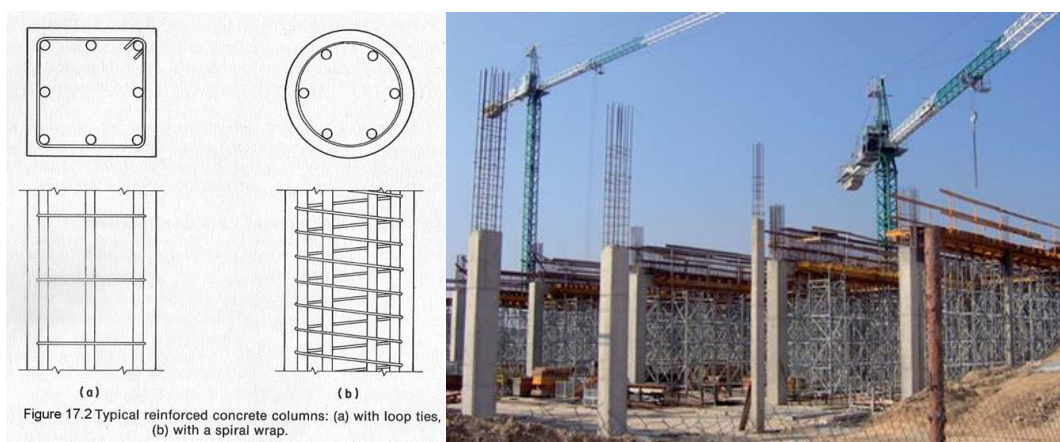 (a)
(b)
Figure 17.2 Typical reinforced concrete columns: (a) with loop ties,
(b) with a spiral wrap.